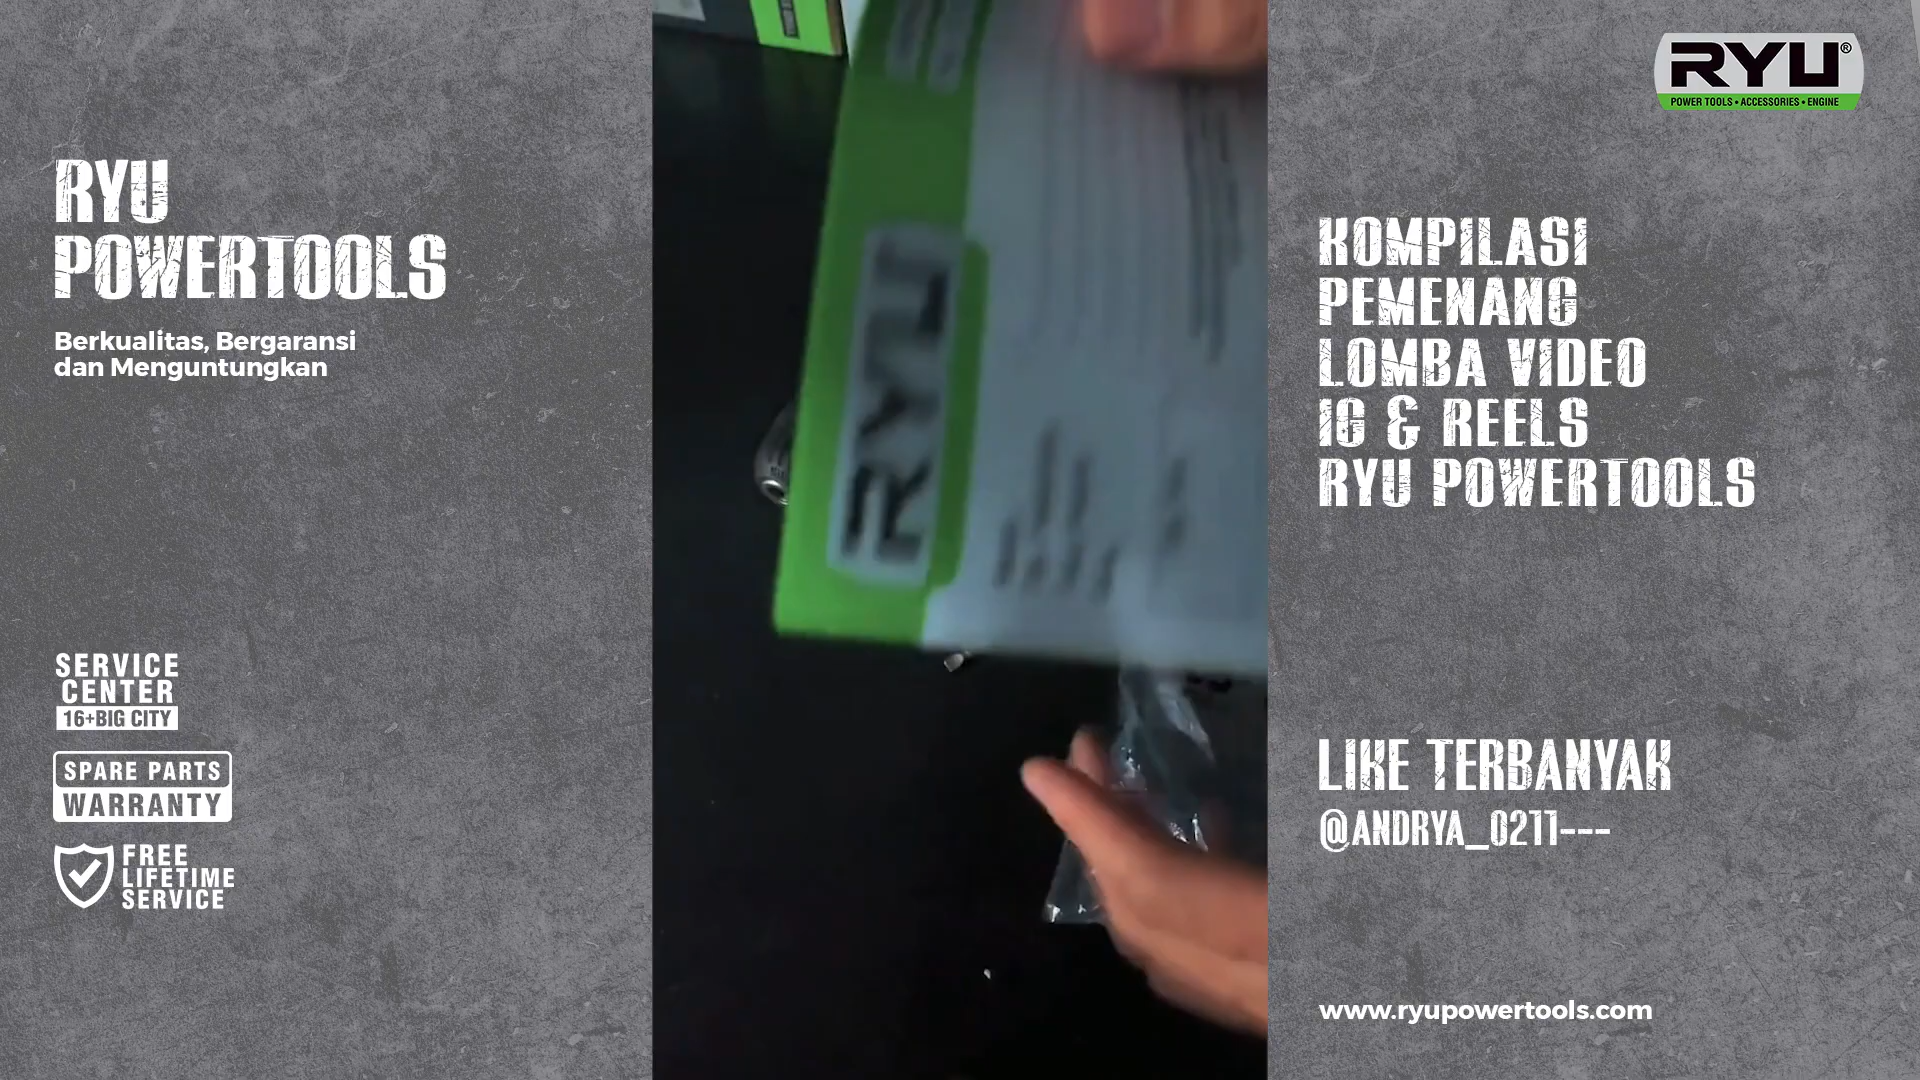 RYU
POWERTOOLS
Berkualitas, Bergaransi
dan Menguntungkan
SERVICE
CENTER
16+BIG CITY
SPARE PARTS
WARRANTY
FREE
LIFETIME
SERVICE
RYU
RYU®
POWER TOOLS • ACCESSORIES • ENGINE
KOMPILASI
PEMENANG
LOMBA VIDEO
IG & REELS
RYU POWERTOOLS
LIKE TERBANYAK
@ANDRYA_0211---
www.ryupowertools.com